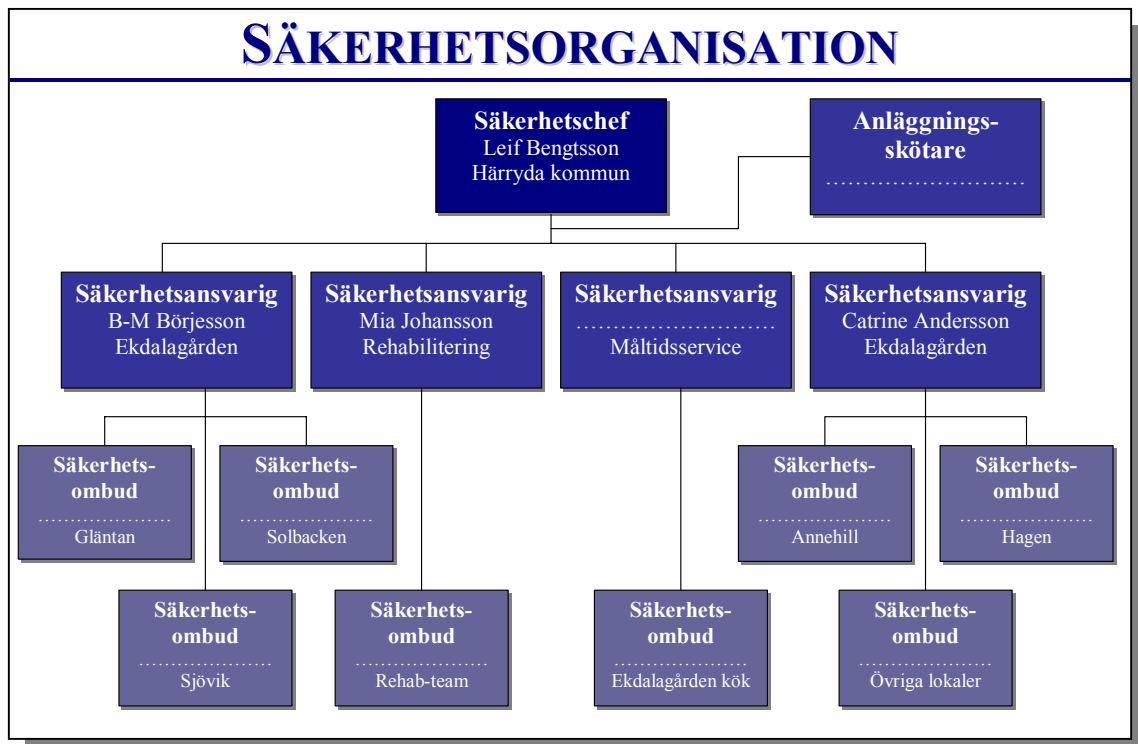 SÄKERHETSORGANISATION
Säkerhetschef
Leif Bengtsson
Härryda kommun
Anläggnings-
skötare
..............................
Säkerhetsansvarig
B-M Börjesson
Ekdalagården
Säkerhetsansvarig
Mia Johansson
Rehabilitering
Säkerhetsansvarig
..............................
Måltidsservice
Säkerhetsansvarig
Catrine Andersson
Ekdalagården
Säkerhets-
ombud
........................
Gläntan
Säkerhets-
ombud
........................
Solbacken
Säkerhets-
ombud
........................
Annehill
Säkerhets-
ombud
........................
Hagen
Säkerhets-
ombud
........................
Sjövik
Säkerhets-
ombud
........................
Rehab-team
Säkerhets-
ombud
........................
Ekdalagården kök
Säkerhets-
ombud
........................
Övriga lokaler